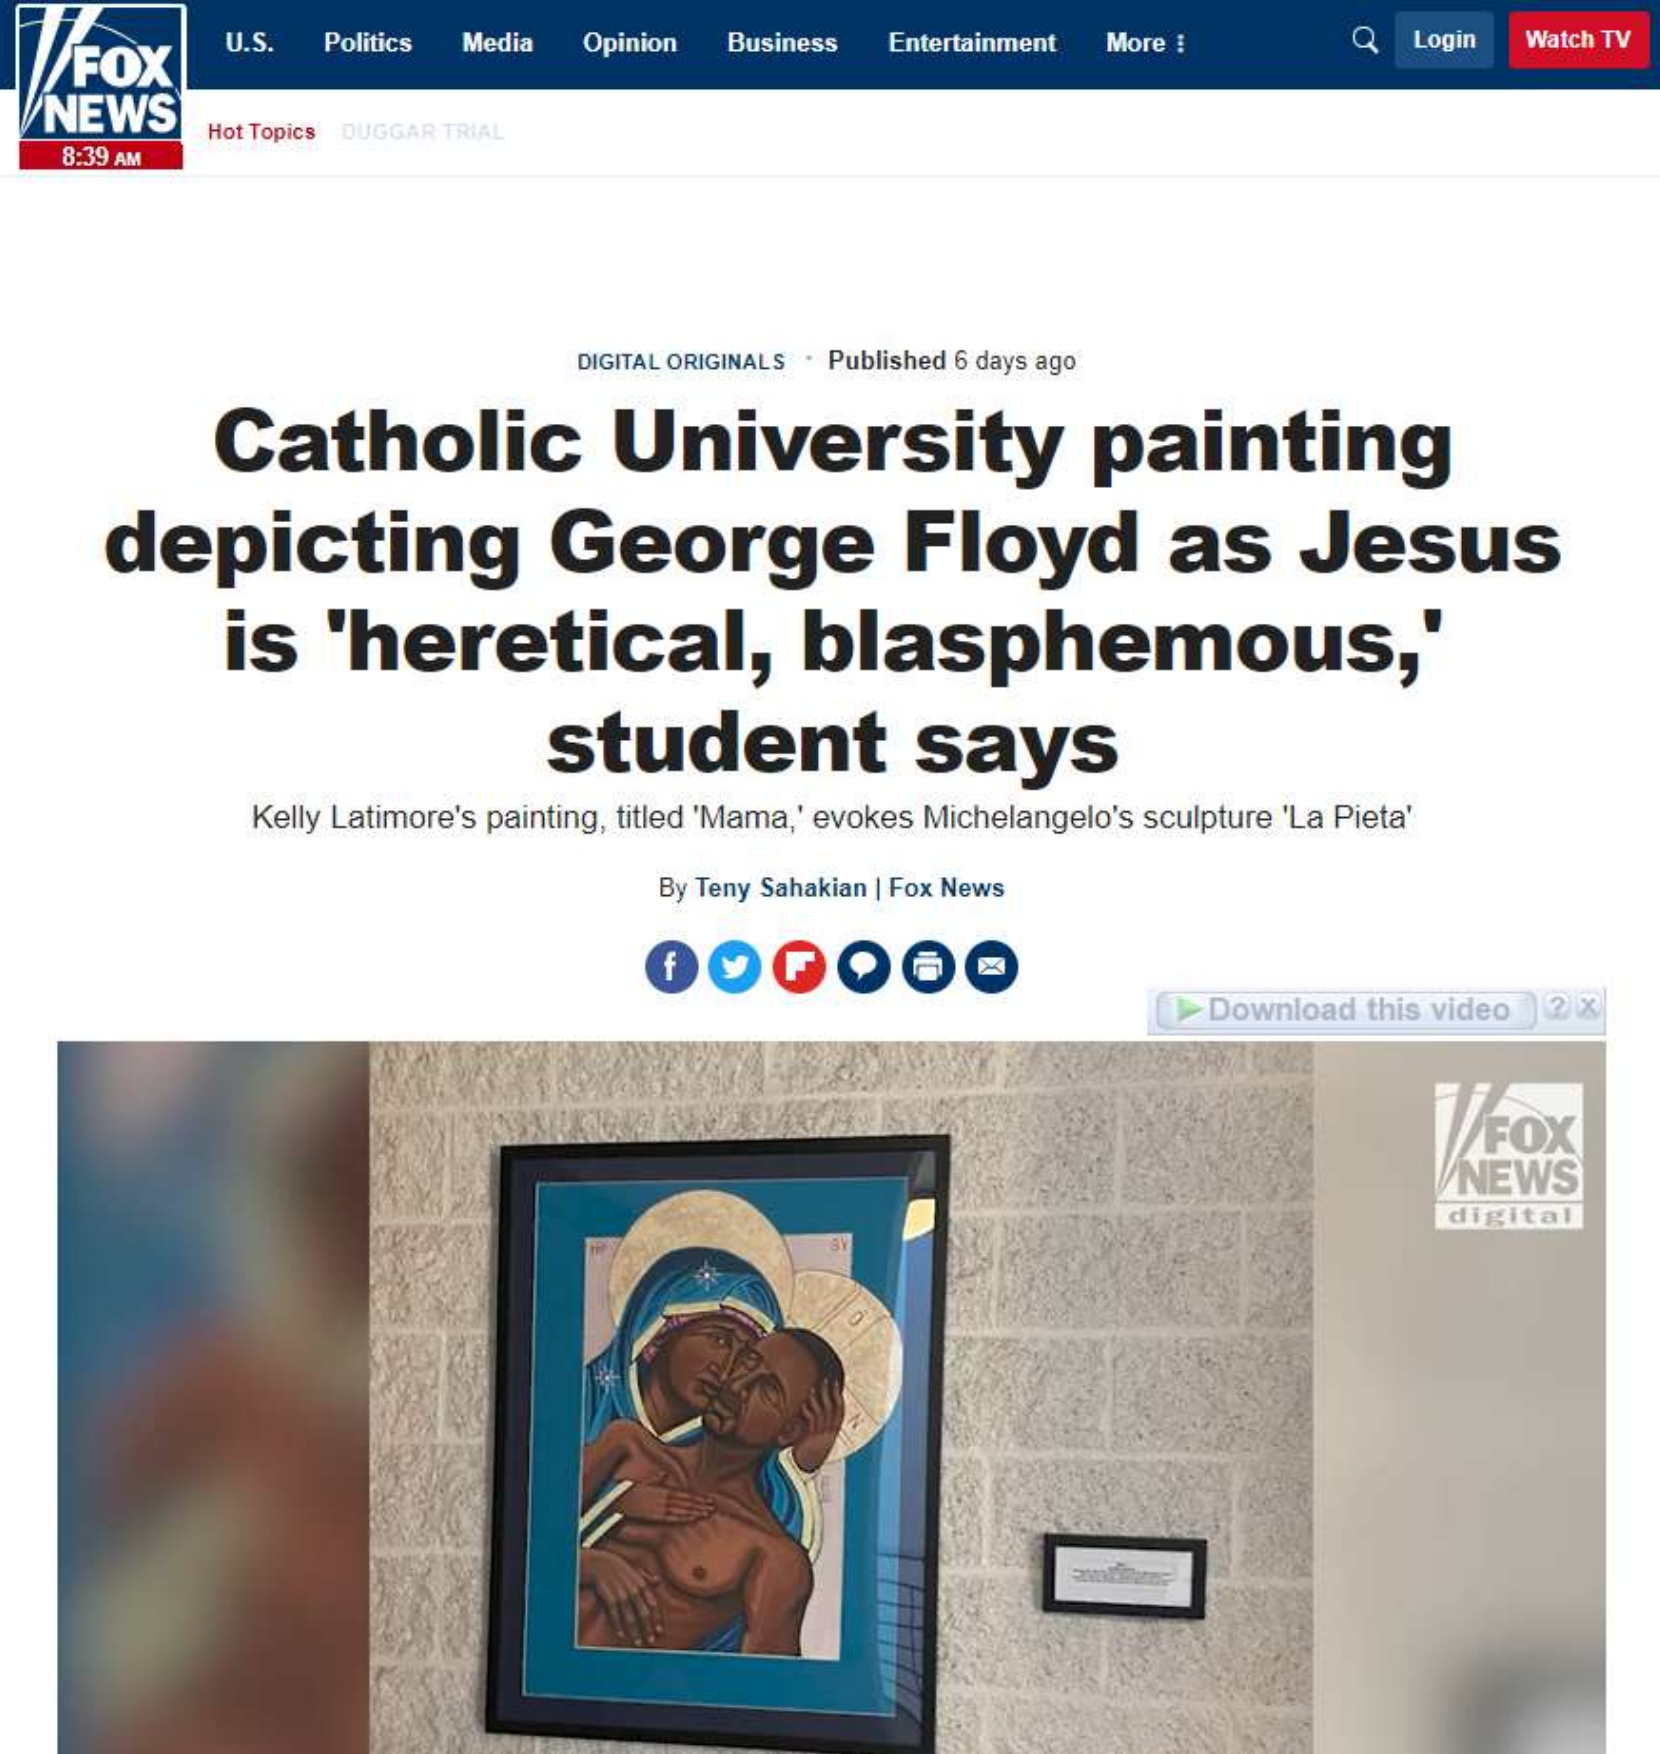 FOX
NEWS
8:39 AM
U.S. Politics Media Opinion Business Entertainment More Login Watch TV
Hot Topics DUGGAR TRIAL
DIGITAL ORIGINALS · Published 6 days ago
Catholic University painting
depicting George Floyd as Jesus
is 'heretical, blasphemous,'
student says
Kelly Latimore's painting, titled 'Mama,' evokes Michelangelo's sculpture 'La Pieta'
By Teny Sahakian | Fox News
Download this video ? X
FOX
NEWS
digital